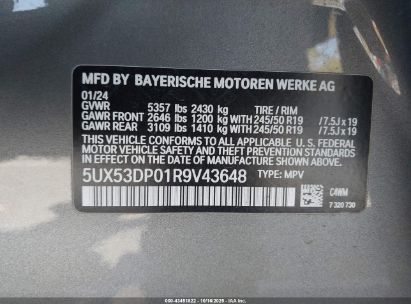 MFD BY BAYERISCHE MOTOREN WERKE AG
01/24
GVWR 5357 lbs 2430 kg TIRE / RIM
GAWR FRONT 2646 lbs 1200 kg WITH 245/50 R19 /7.5J x 19
GAWR REAR 3109 lbs 1410 kg WITH 245/50 R19 /7.5J x 19
THIS VEHICLE CONFORMS TO ALL APPLICABLE U.S. FEDERAL
MOTOR VEHICLE SAFETY, BUMPER, AND THEFT PREVENTION
STANDARDS IN EFFECT ON THE DATE OF MANUFACTURE SHOWN ABOVE.
5UX53DP01R9V43648 TYPE: MPV
C4WM
7 320 730